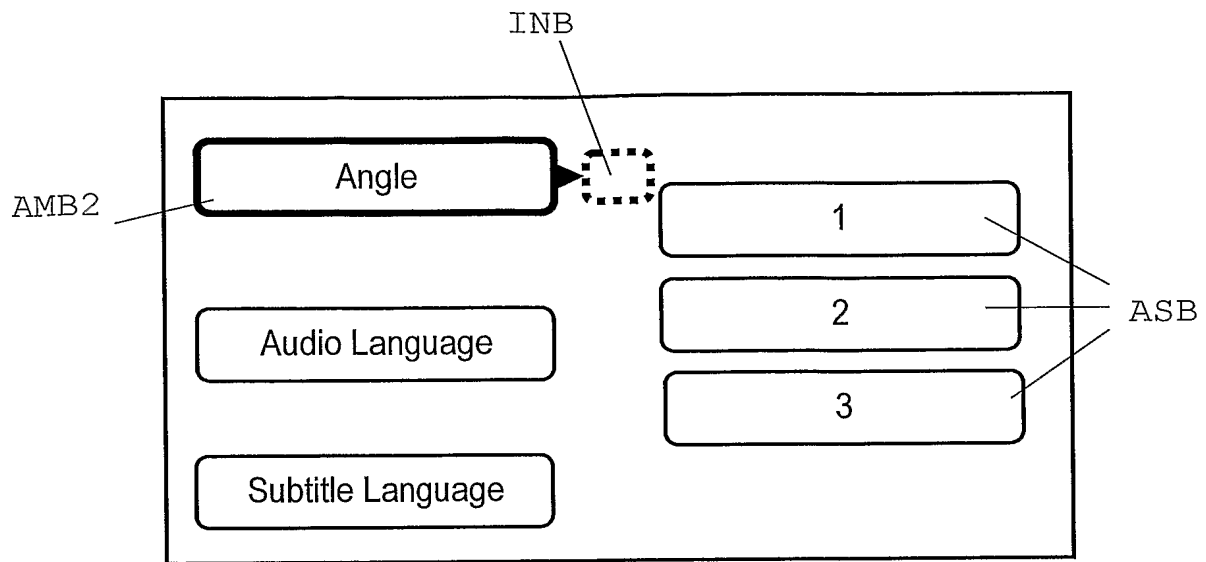 INB
Angle
AMB2
1
2
ASB
Audio Language
3
Subtitle Language